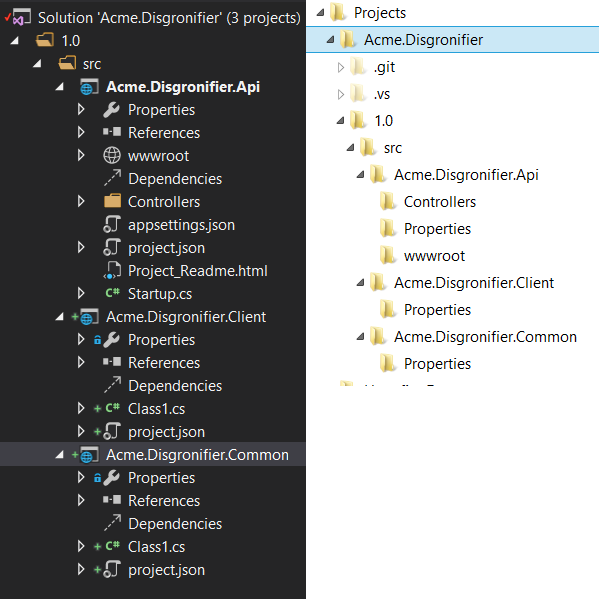 Solution 'Acme.Disgronifier' (3 projects)
1.0
src
Acme.Disgronifier.Api
Properties
References
wwwroot
Dependencies
Controllers
appsettings.json
project.json
Project_Readme.html
C# Startup.cs
Acme.Disgronifier.Client
Properties
References
Dependencies
C# Class1.cs
project.json
Acme.Disgronifier.Common
Properties
References
Dependencies
C# Class1.cs
project.json
Projects
Acme.Disgronifier
.git
.vs
1.0
src
Acme.Disgronifier.Api
Controllers
Properties
wwwroot
Acme.Disgronifier.Client
Properties
Acme.Disgronifier.Common
Properties